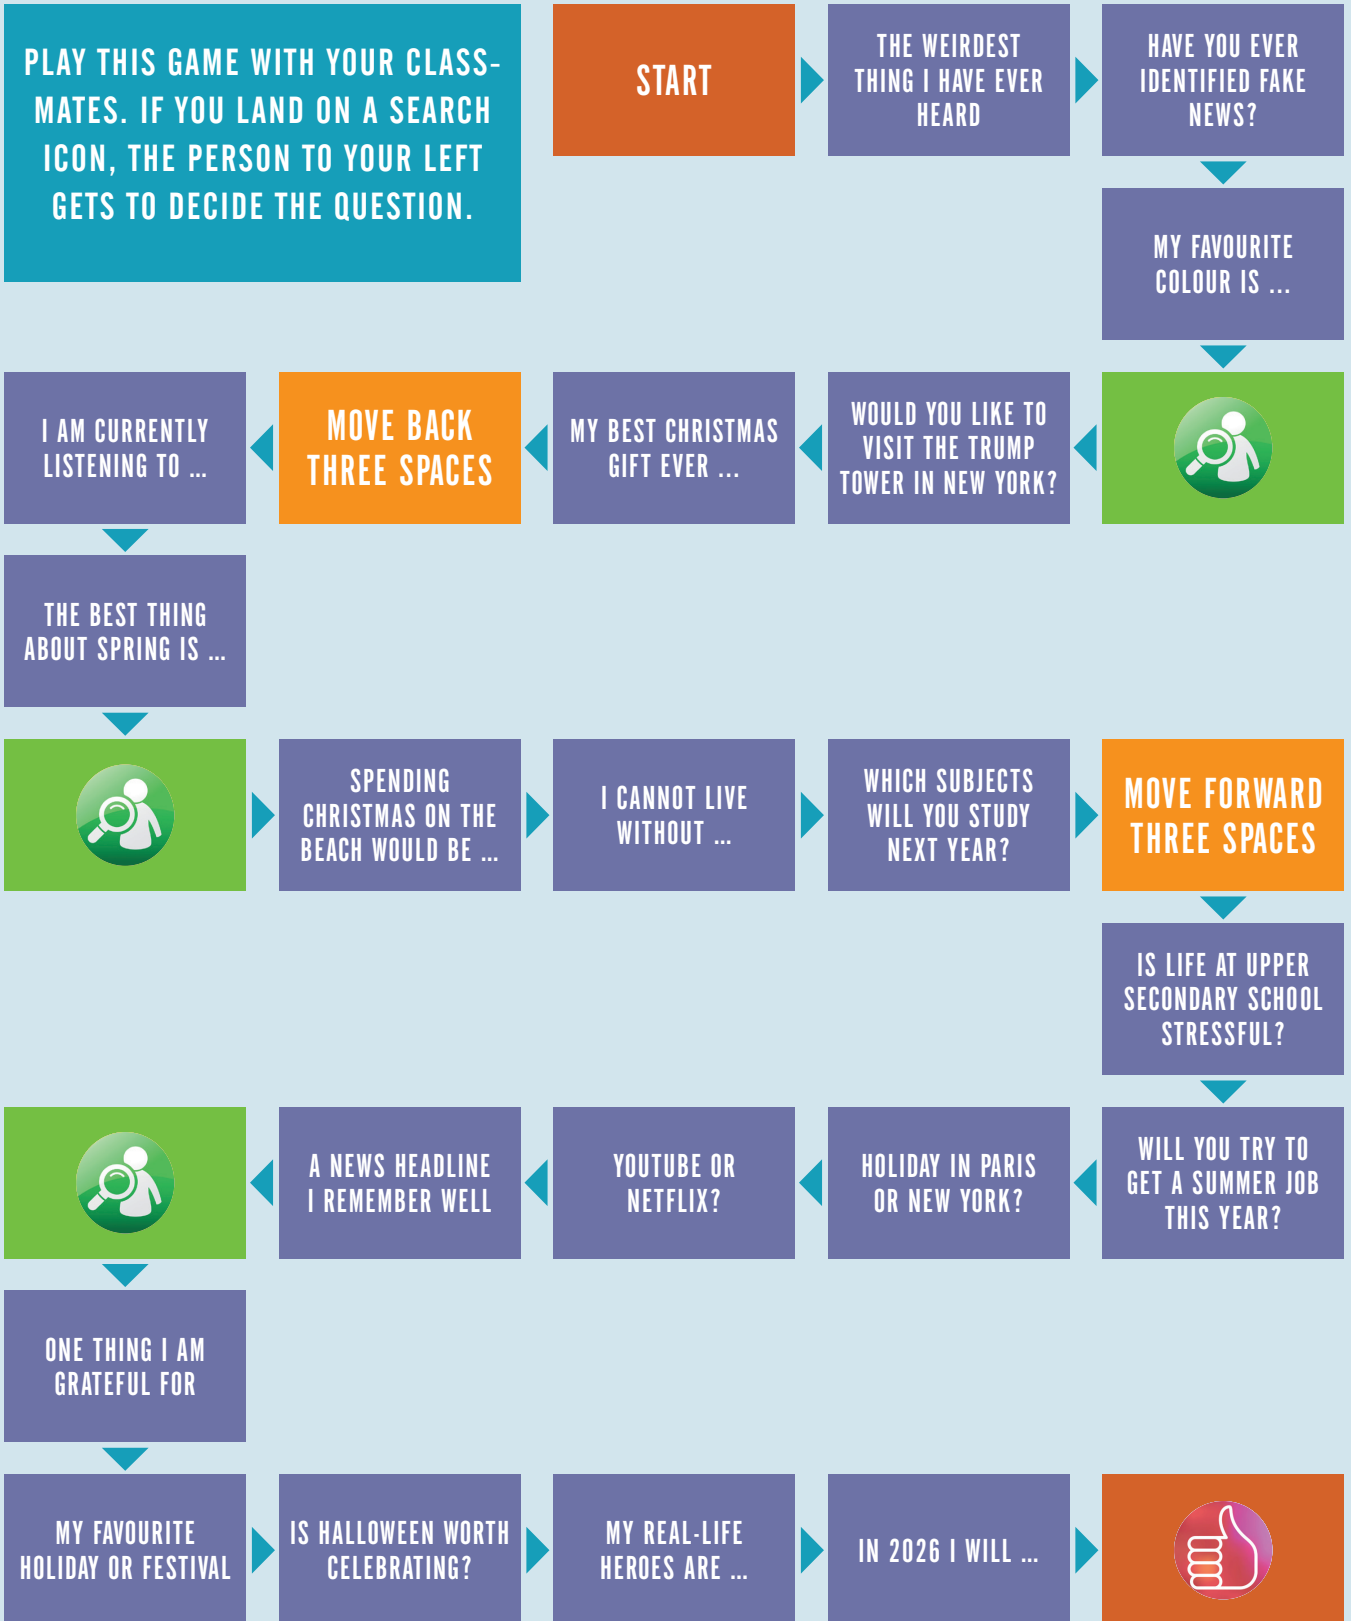 PLAY THIS GAME WITH YOUR CLASS-
MATES. IF YOU LAND ON A SEARCH
ICON, THE PERSON TO YOUR LEFT
GETS TO DECIDE THE QUESTION.
START
THE WEIRDEST
THING I HAVE EVER
HEARD
HAVE YOU EVER
IDENTIFIED FAKE
NEWS?
MY FAVOURITE
COLOUR IS ...
WOULD YOU LIKE TO
VISIT THE TRUMP
TOWER IN NEW YORK?
MY BEST CHRISTMAS
GIFT EVER ...
MOVE BACK
THREE SPACES
I AM CURRENTLY
LISTENING TO ...
THE BEST THING
ABOUT SPRING IS ...
SPENDING
CHRISTMAS ON THE
BEACH WOULD BE ...
I CANNOT LIVE
WITHOUT ...
WHICH SUBJECTS
WILL YOU STUDY
NEXT YEAR?
MOVE FORWARD
THREE SPACES
IS LIFE AT UPPER
SECONDARY SCHOOL
STRESSFUL?
WILL YOU TRY TO
GET A SUMMER JOB
THIS YEAR?
HOLIDAY IN PARIS
OR NEW YORK?
YOUTUBE OR
NETFLIX?
A NEWS HEADLINE
I REMEMBER WELL
ONE THING I AM
GRATEFUL FOR
MY FAVOURITE
HOLIDAY OR FESTIVAL
IS HALLOWEEN WORTH
CELEBRATING?
MY REAL-LIFE
HEROES ARE ...
IN 2026 I WILL ...